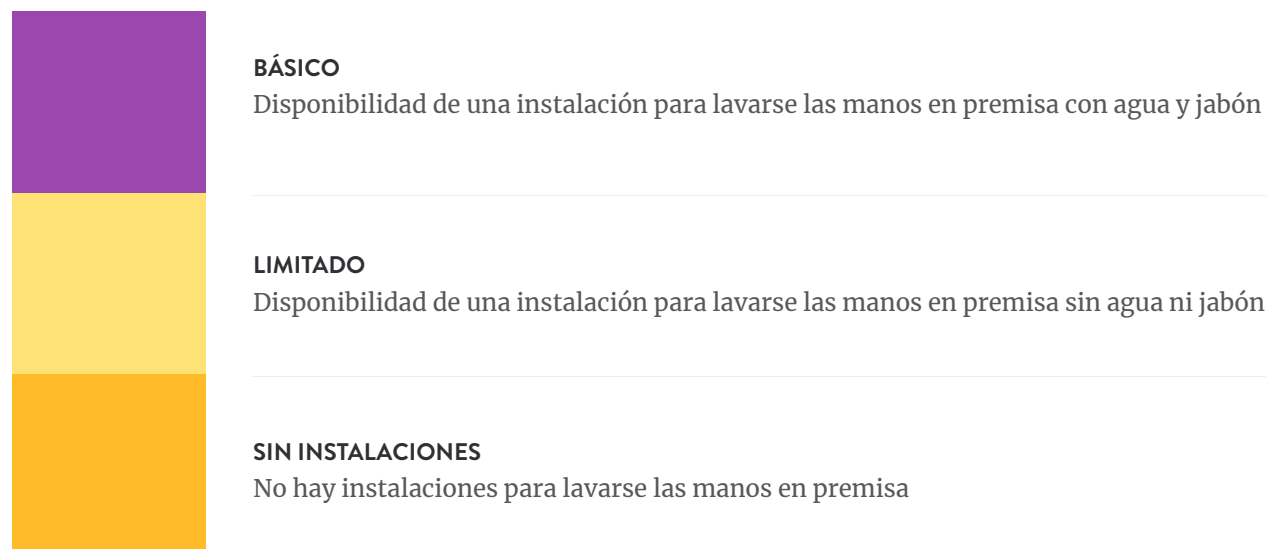 BÁSICO
Disponibilidad de una instalación para lavarse las manos en premisa con agua y jabón
LIMITADO
Disponibilidad de una instalación para lavarse las manos en premisa sin agua ni jabón
SIN INSTALACIONES
No hay instalaciones para lavarse las manos en premisa